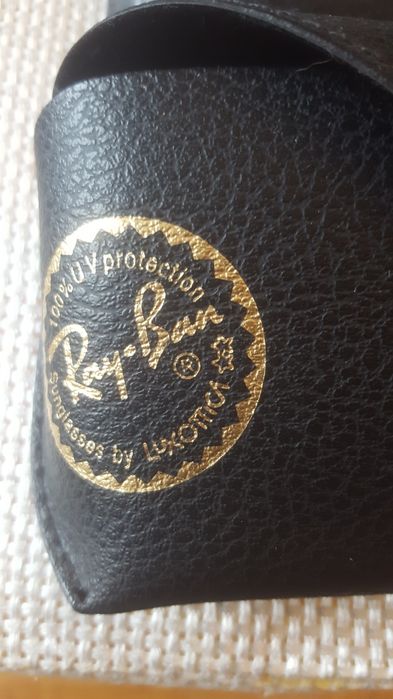 100% UV protection
Ray-Ban
®
sunglasses by LUXOTTICA